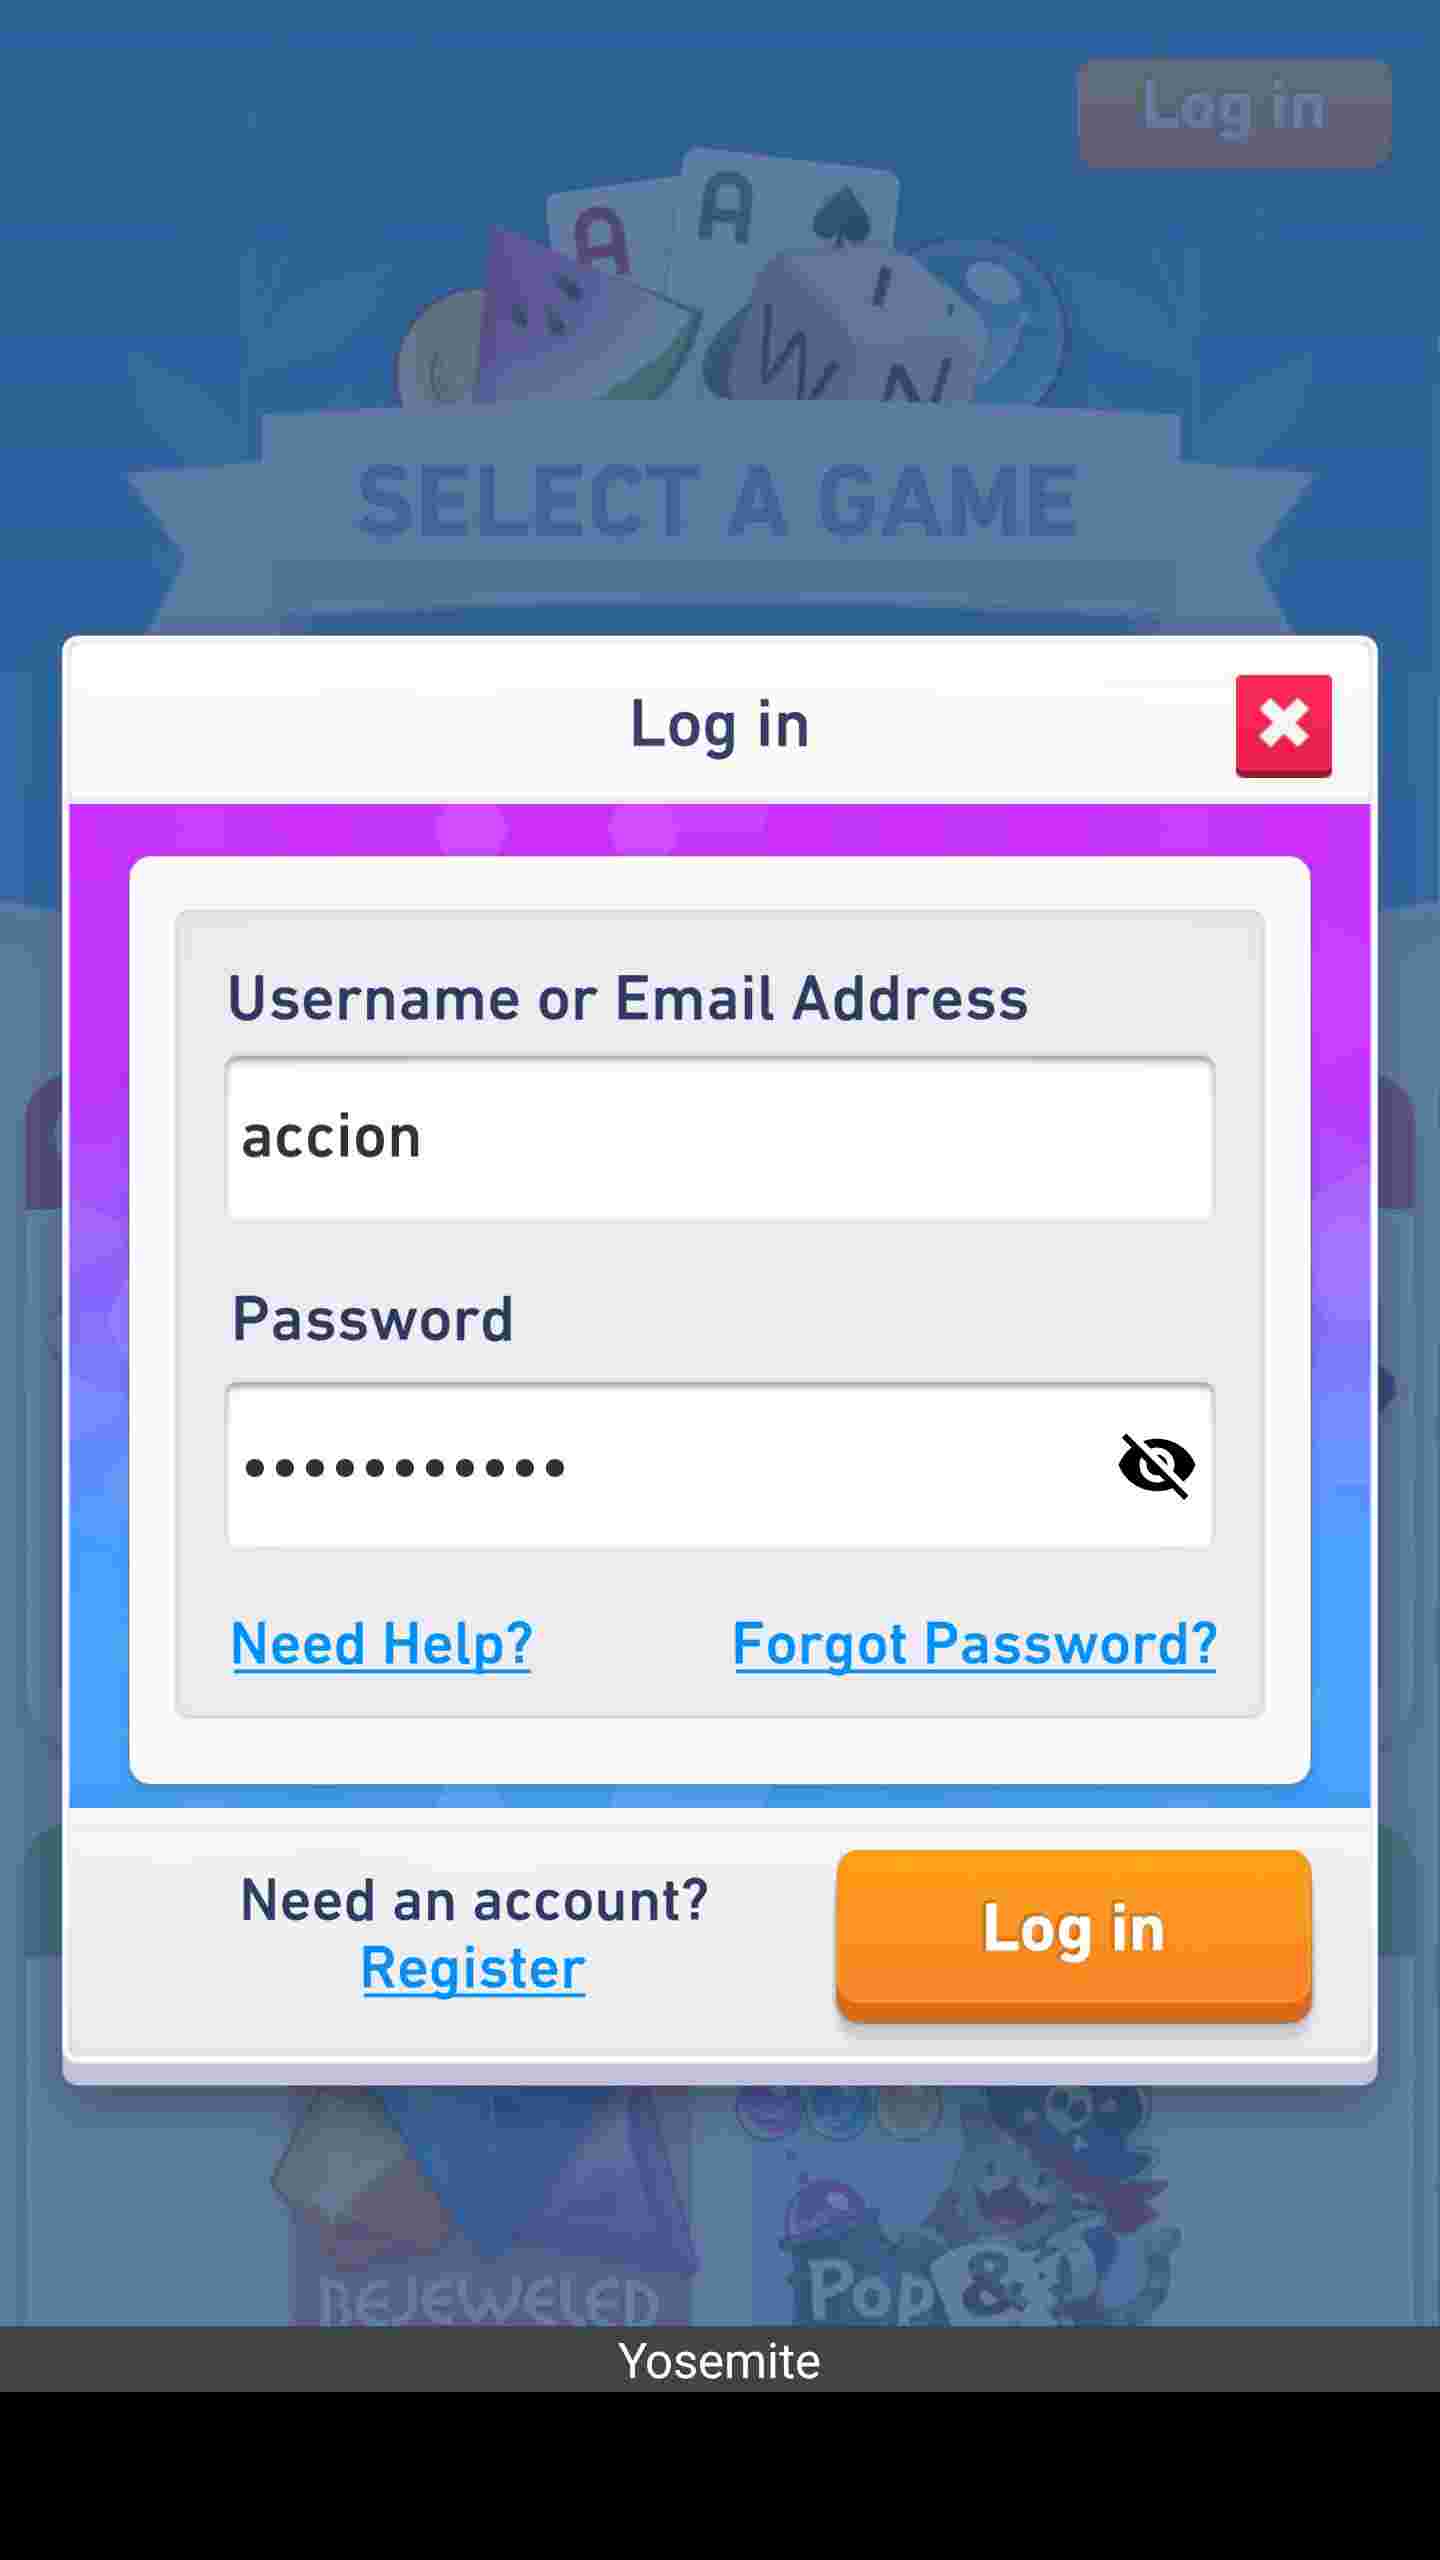 Log in
A
A
I
W N
SELECT A GAME
Log in
Username or Email Address
accion
Password
•••••••••••
Need Help? Forgot Password?
Need an account?
Register
Log in
BEJEWELED
Pop &
Yosemite